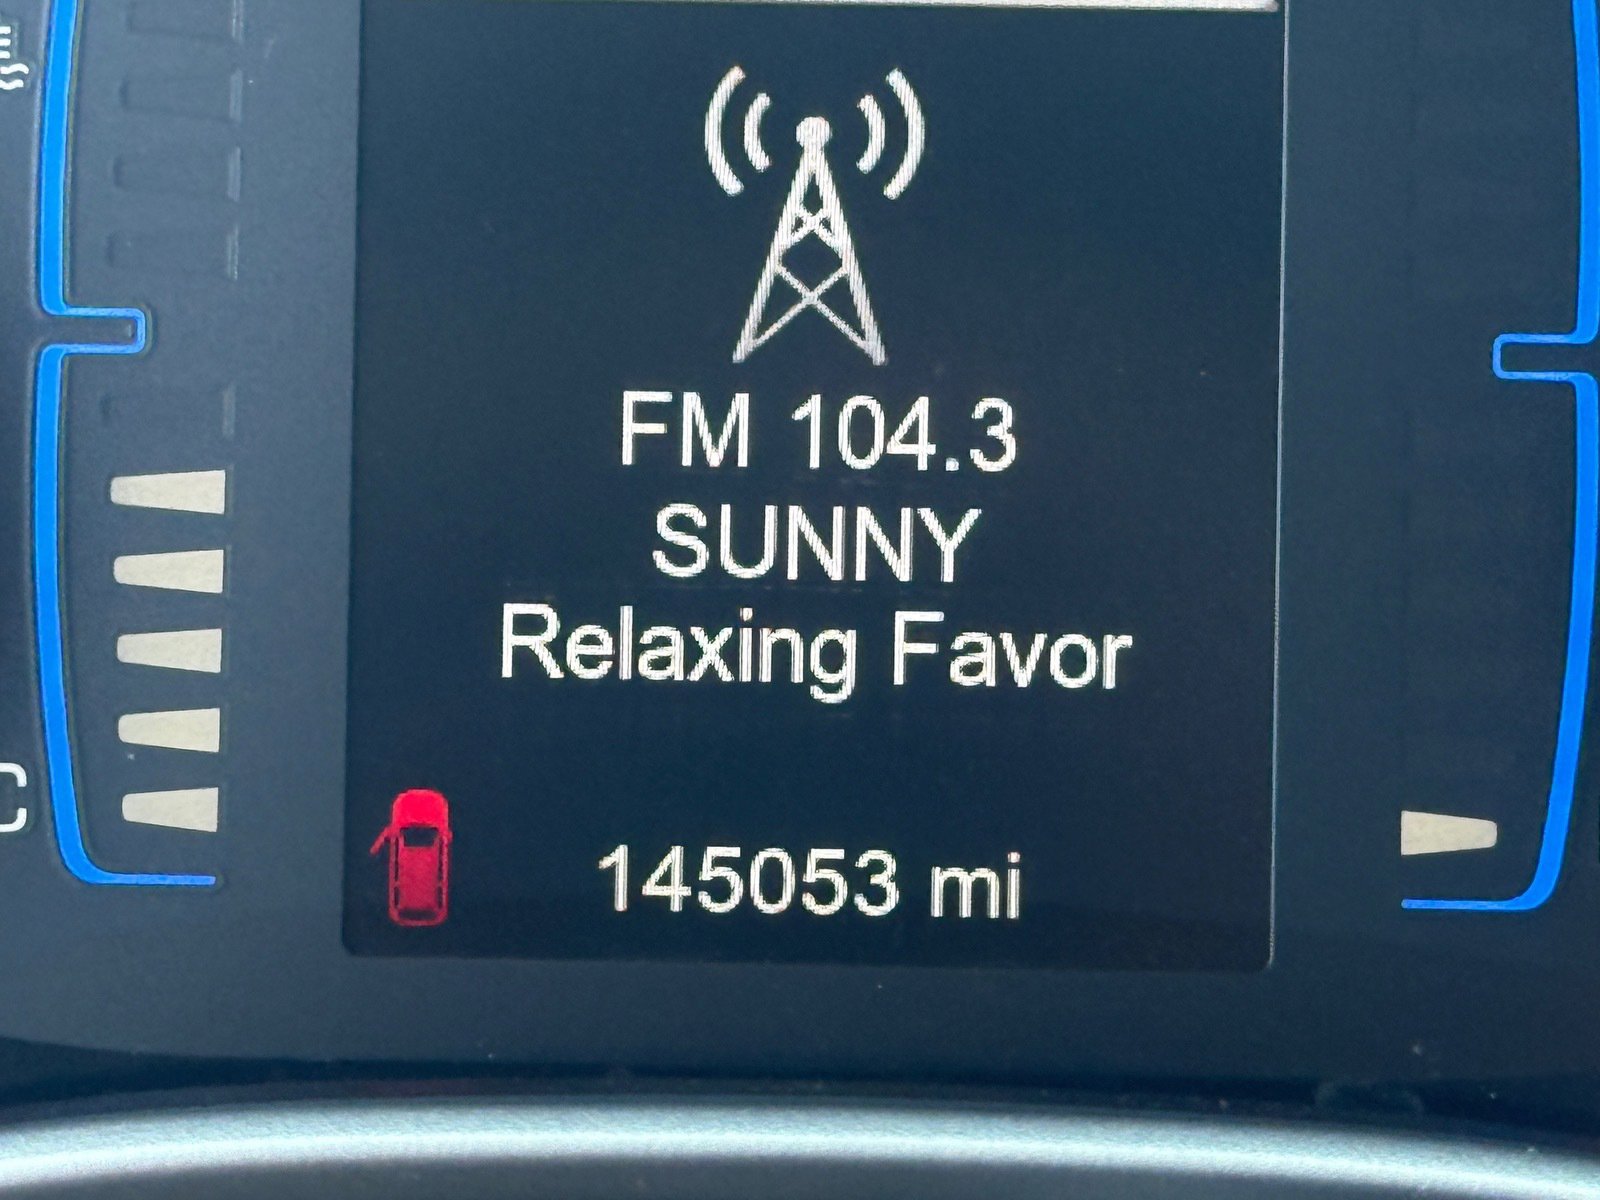 FM 104.3
SUNNY
Relaxing Favor
145053 mi
C